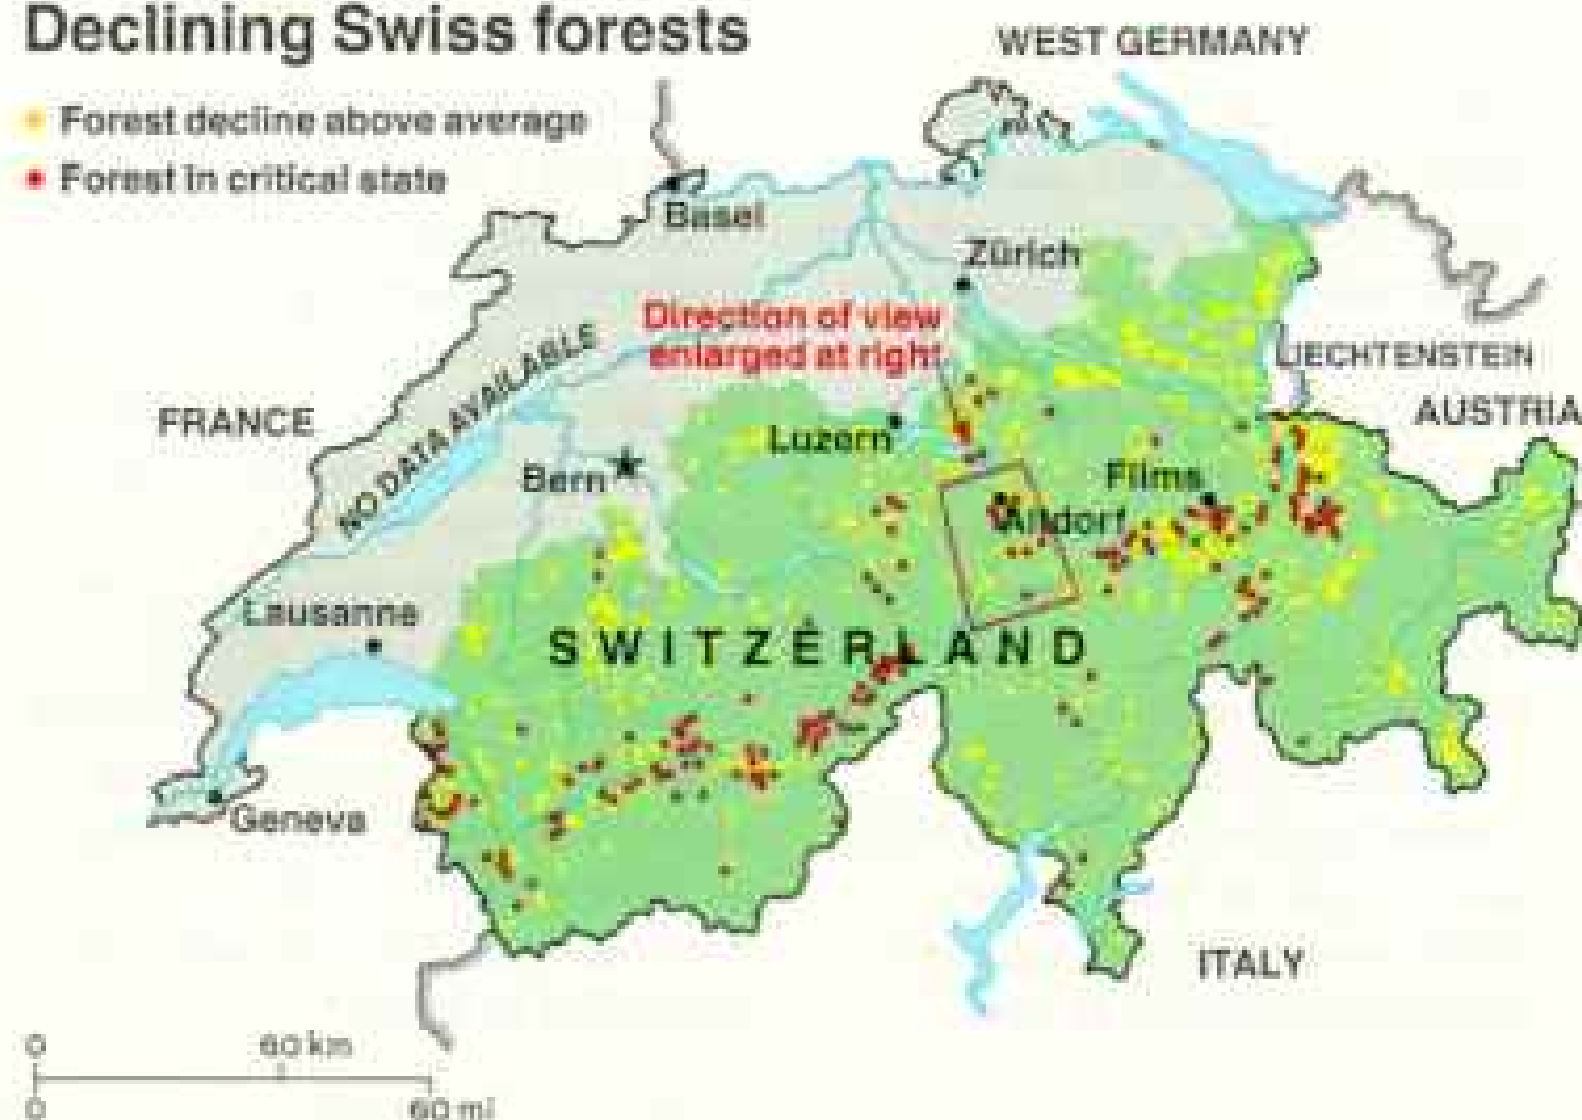 Declining Swiss forests
Forest decline above average
Forest in critical state
WEST GERMANY
Basel
Zürich
Direction of view
enlarged at right
NO DATA AVAILABLE
LIECHTENSTEIN
FRANCE
AUSTRIA
Luzern
Bern
Flims
Altdorf
Lausanne
SWITZERLAND
Geneva
ITALY
0 60 km
0 60 mi